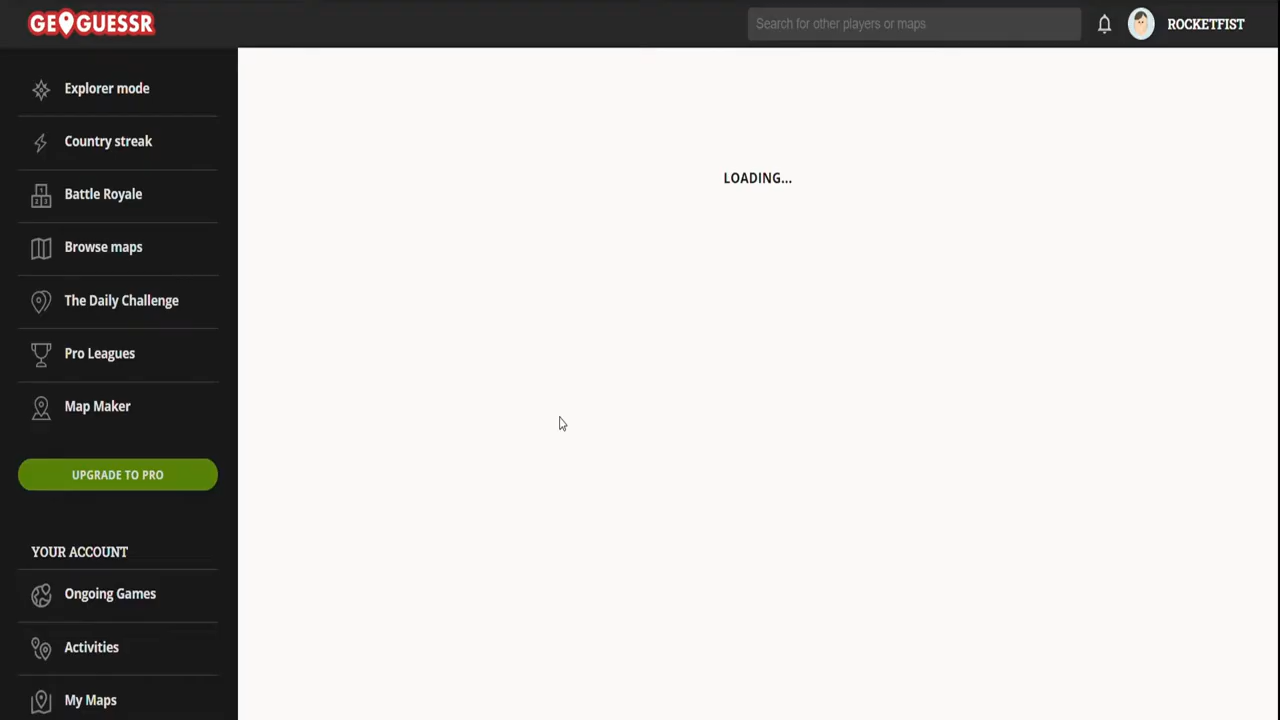 GEOGUESSR
Search for other players or maps
ROCKETFIST
Explorer mode
Country streak
Battle Royale
Browse maps
The Daily Challenge
Pro Leagues
Map Maker
UPGRADE TO PRO
YOUR ACCOUNT
Ongoing Games
Activities
My Maps
LOADING...